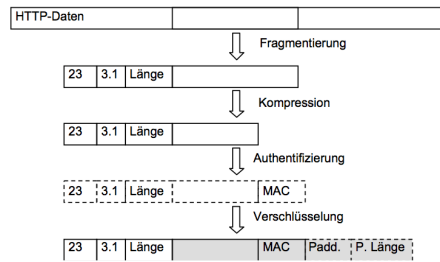 HTTP-Daten
Fragmentierung
23 3.1 Länge
Kompression
23 3.1 Länge
Authentifizierung
23 3.1 Länge MAC
Verschlüsselung
23 3.1 Länge MAC Padd. P. Länge